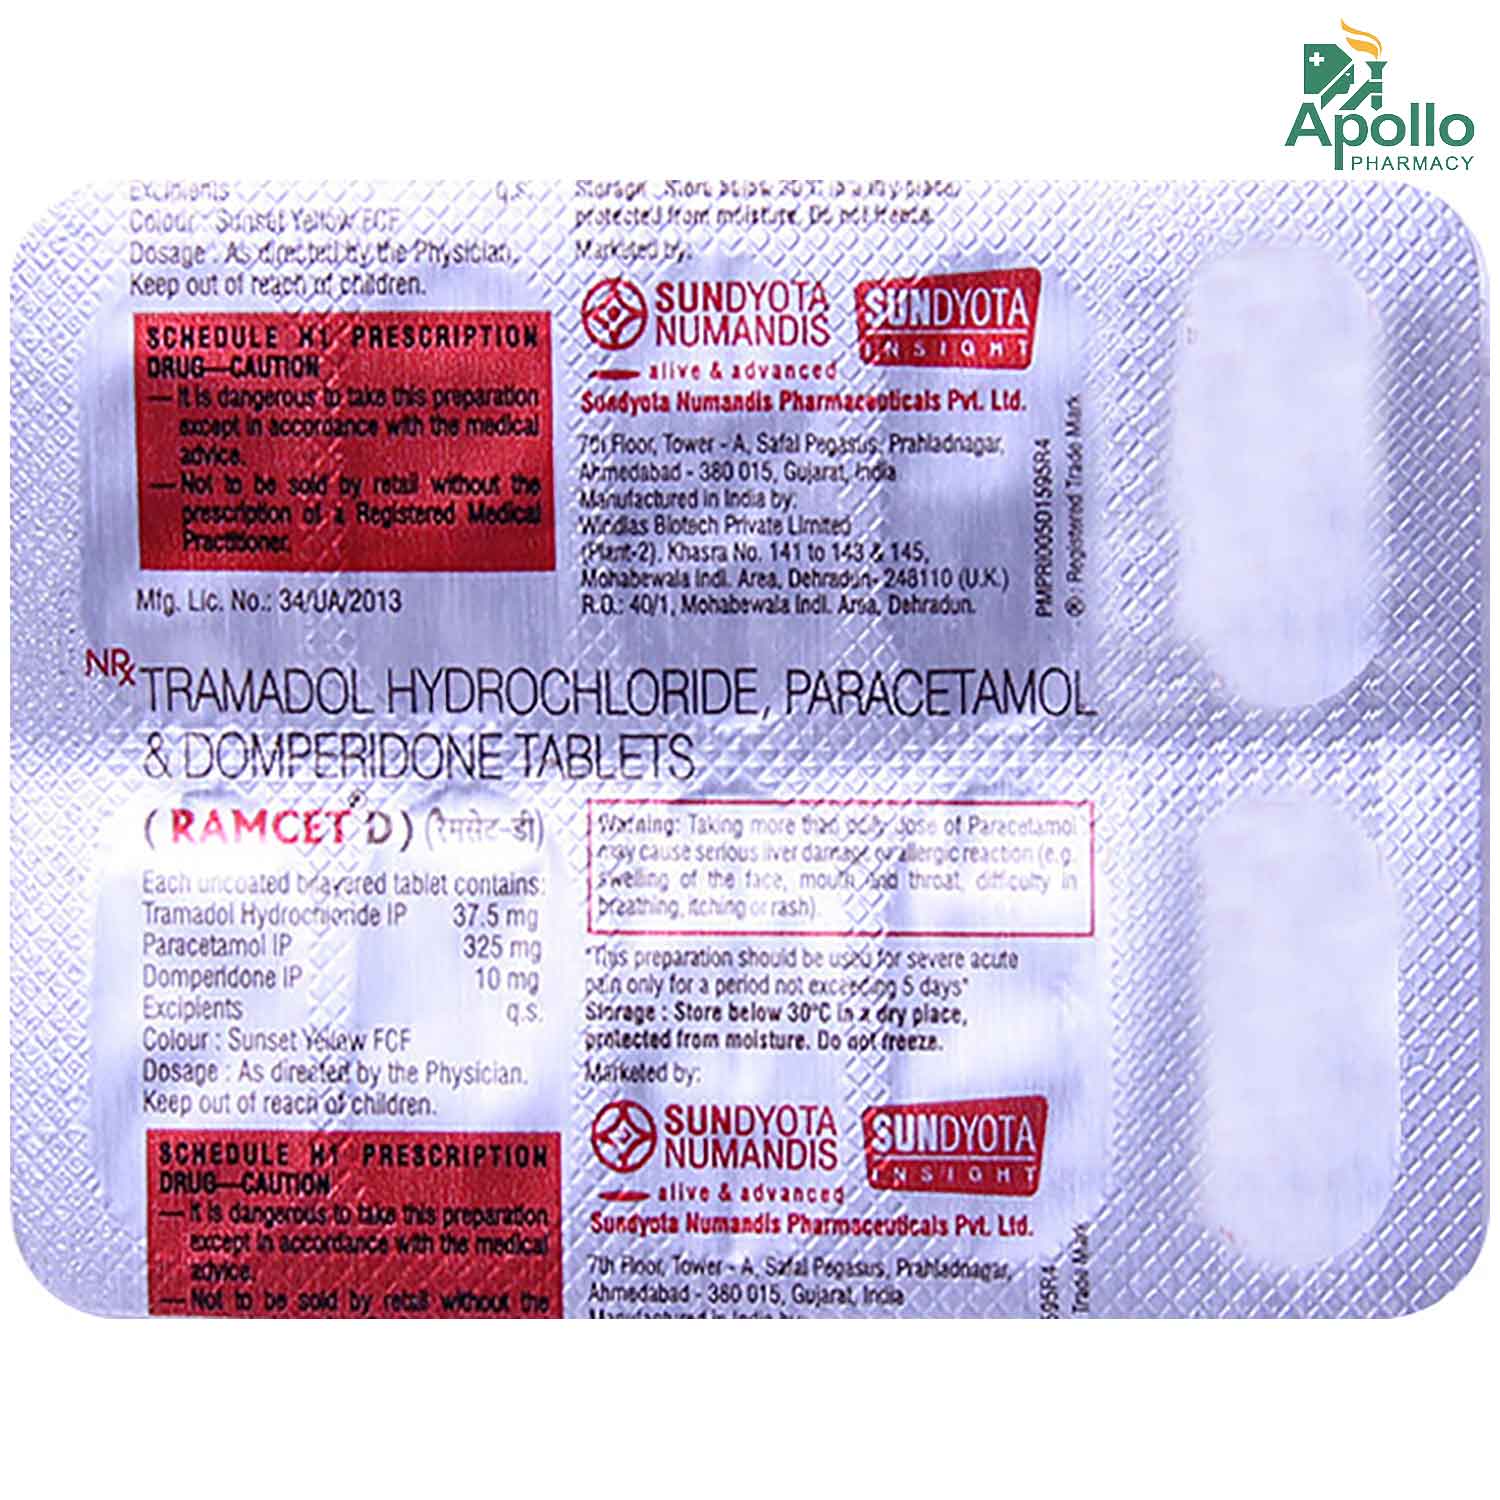 Apollo
PHARMACY
Excipients q.s.
Colour : Sunset Yellow FCF
Dosage : As directed by the Physician.
Keep out of reach of children.
SCHEDULE H1 PRESCRIPTION
DRUG—CAUTION
— It is dangerous to take this preparation
except in accordance with the medical
advice.
— Not to be sold by retail without the
prescription of a Registered Medical
Practitioner.
Mfg. Lic. No.: 34/UA/2013
Storage : Store below 30°C in a dry place,
protected from moisture. Do not freeze.
Marketed by:
SUNDYOTA
NUMANDIS
alive & advanced
SUNDYOTA
INSIGHT
Sundyota Numandis Pharmaceuticals Pvt. Ltd.
7th Floor, Tower - A, Safal Pegasus, Prahladnagar,
Ahmedabad - 380 015, Gujarat, India
Manufactured in India by:
Windlas Biotech Private Limited
(Plant-2), Khasra No. 141 to 143 & 145,
Mohabewala Indl. Area, Dehradun- 248110 (U.K.)
R.O.: 40/1, Mohabewala Indl. Area, Dehradun.
PMPRI00501595R4
® : Registered Trade Mark
NRx TRAMADOL HYDROCHLORIDE, PARACETAMOL
& DOMPERIDONE TABLETS
(RAMCET® D) (रैमसेट-डी)
Each uncoated bilayered tablet contains:
Tramadol Hydrochloride IP 37.5 mg
Paracetamol IP 325 mg
Domperidone IP 10 mg
Excipients q.s.
Colour : Sunset Yellow FCF
Dosage : As directed by the Physician.
Keep out of reach of children.
SCHEDULE H1 PRESCRIPTION
DRUG—CAUTION
— It is dangerous to take this preparation
except in accordance with the medical
advice.
— Not to be sold by retail without the
Warning: Taking more than daily dose of Paracetamol
may cause serious liver damage or allergic reaction (e.g.
swelling of the face, mouth and throat, difficulty in
breathing, itching or rash).
"This preparation should be used for severe acute
pain only for a period not exceeding 5 days"
Storage : Store below 30°C in a dry place,
protected from moisture. Do not freeze.
Marketed by:
SUNDYOTA
NUMANDIS
alive & advanced
SUNDYOTA
INSIGHT
Sundyota Numandis Pharmaceuticals Pvt. Ltd.
7th Floor, Tower - A, Safal Pegasus, Prahladnagar,
Ahmedabad - 380 015, Gujarat, India
Manufactured in India by:
595R4
Trade Mark